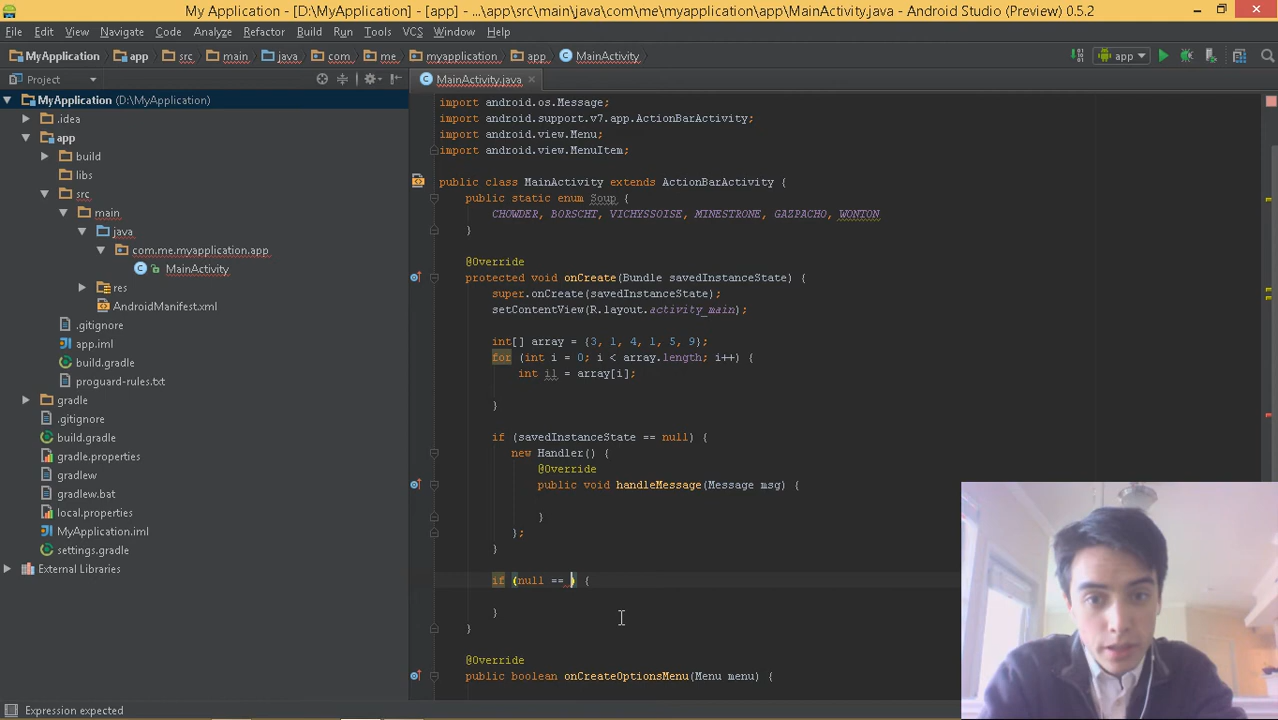 My Application - [D:\MyApplication] - [app] - ...\app\src\main\java\com\me\myapplication\app\MainActivity.java - Android Studio (Preview) 0.5.2
File Edit View Navigate Code Analyze Refactor Build Run Tools VCS Window Help
MyApplication app src main java com me myapplication app MainActivity app
Project
MainActivity.java
MyApplication (D:\MyApplication)
.idea
app
build
libs
src
main
java
com.me.myapplication.app
MainActivity
res
AndroidManifest.xml
.gitignore
app.iml
build.gradle
proguard-rules.txt
gradle
.gitignore
build.gradle
gradle.properties
gradlew
gradlew.bat
local.properties
MyApplication.iml
settings.gradle
External Libraries
import android.os.Message;
import android.support.v7.app.ActionBarActivity;
import android.view.Menu;
import android.view.MenuItem;
public class MainActivity extends ActionBarActivity {
public static enum Soup {
CHOWDER, BORSCHT, VICHYSSOISE, MINESTRONE, GAZPACHO, WONTON
}
@Override
protected void onCreate(Bundle savedInstanceState) {
super.onCreate(savedInstanceState);
setContentView(R.layout.activity_main);
int[] array = {3, 1, 4, 1, 5, 9};
for (int i = 0; i < array.length; i++) {
int i1 = array[i];
}
if (savedInstanceState == null) {
new Handler() {
@Override
public void handleMessage(Message msg) {
}
};
}
if (null == ) {
}
}
@Override
public boolean onCreateOptionsMenu(Menu menu) {
Expression expected